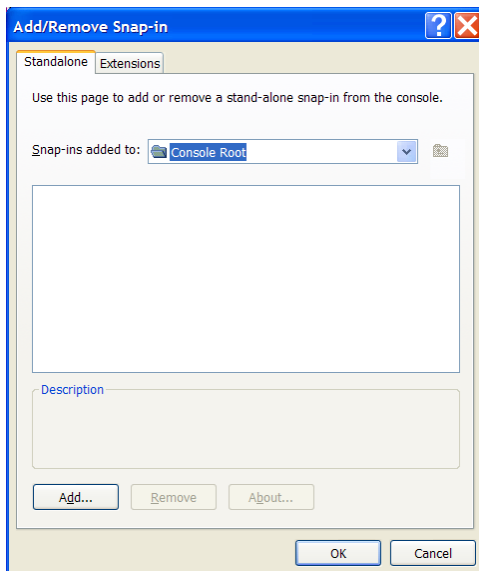 Add/Remove Snap-in ?
Standalone Extensions
Use this page to add or remove a stand-alone snap-in from the console.
Snap-ins added to: Console Root
Description
Add... Remove About...
OK Cancel